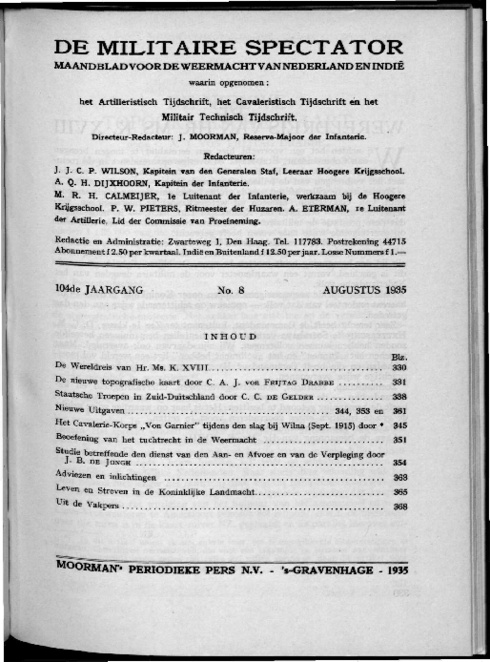 DE MILITAIRE SPECTATOR
MAANDBLAD VOOR DE WEERMACHT VAN NEDERLAND EN INDIË
waarin opgenomen:
het Artilleristisch Tijdschrift, het Cavaleristisch Tijdschrift en het
Militair Technisch Tijdschrift.
Directeur-Redacteur: J. MOORMAN, Reserve-Majoor der Infanterie.
Redacteuren:
J. J. C. P. WILSON, Kapitein van den Generalen Staf, Leeraar Hoogere Krijgsschool.
A. Q. H. DIJXHOORN, Kapitein der Infanterie.
M. R. H. CALMEIJER, 1e Luitenant der Infanterie, werkzaam bij de Hoogere
Krijgsschool. P. W. PIETERS, Ritmeester der Huzaren. A. ETERMAN, 1e Luitenant
der Artillerie. Lid der Commissie van Proefneming.
Redactie en Administratie: Zwarteweg 1, Den Haag. Tel. 117783. Postrekening 44715
Abonnement f 2.50 per kwartaal. Indië en Buitenland f 12.50 per jaar. Losse Nummers f 1.—
104de JAARGANG No. 8 AUGUSTUS 1935
INHOUD
Blz.
De Wereldreis van Hr. Ms. K. XVIII ........ 330
De nieuwe topografische kaart door C. A. J. VON FRIJTAG DRABBE ........ 331
Staatsche Troepen in Zuid-Duitschland door C. C. DE GELDER ........ 338
Nieuwe Uitgaven ........ 344, 353 en 361
Het Cavalerie-Korps „Von Garnier" tijdens den slag bij Wilna (Sept. 1915) door * 345
Beoefening van het tuchtrecht in de Weermacht ........ 351
Studie betreffende den dienst van den Aan- en Afvoer en van de Verpleging door
J. B. DE JONGH ........ 354
Adviezen en inlichtingen ........ 363
Leven en Streven in de Koninklijke Landmacht ........ 365
Uit de Vakpers ........ 368
MOORMAN'S PERIODIEKE PERS N.V. - 's-GRAVENHAGE - 1935